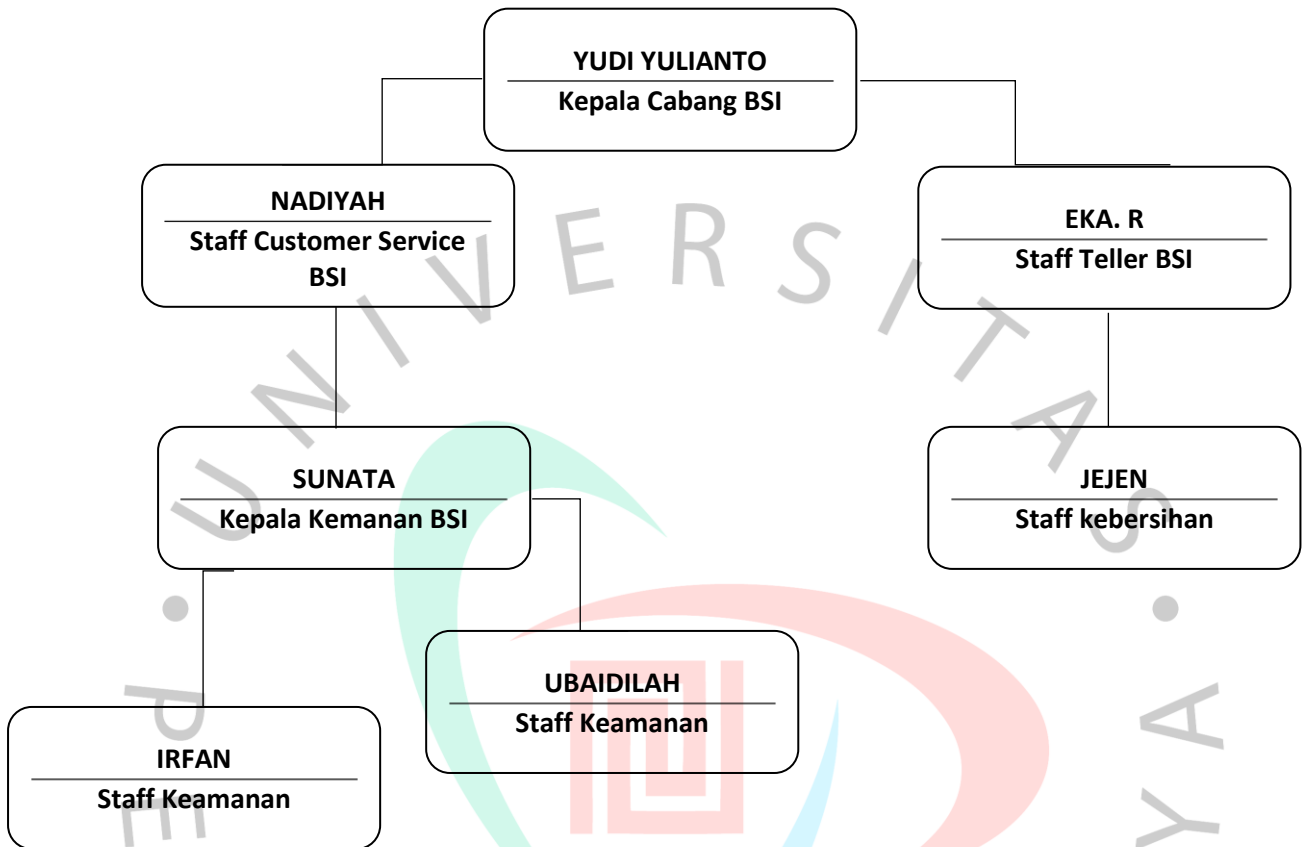 YUDI YULIANTO
Kepala Cabang BSI
NADIYAH
Staff Customer Service
BSI
EKA. R
Staff Teller BSI
SUNATA
Kepala Kemanan BSI
JEJEN
Staff kebersihan
UBAIDILAH
Staff Keamanan
IRFAN
Staff Keamanan
UNIVERSITAS